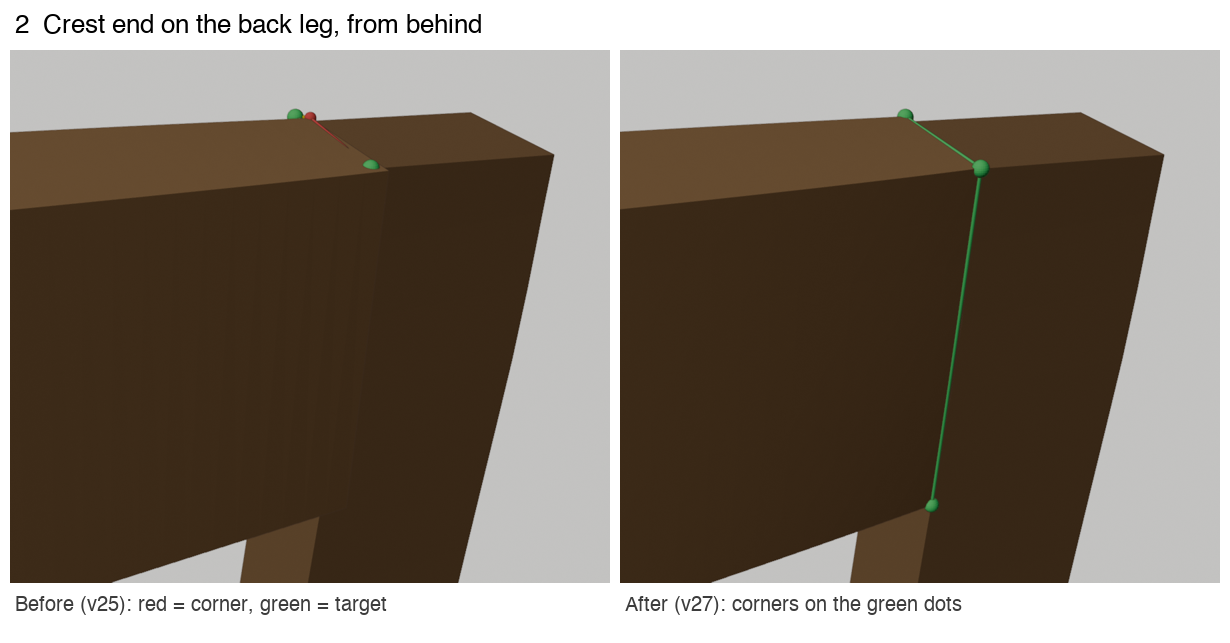 2 Crest end on the back leg, from behind
Before (v25): red = corner, green = target
After (v27): corners on the green dots